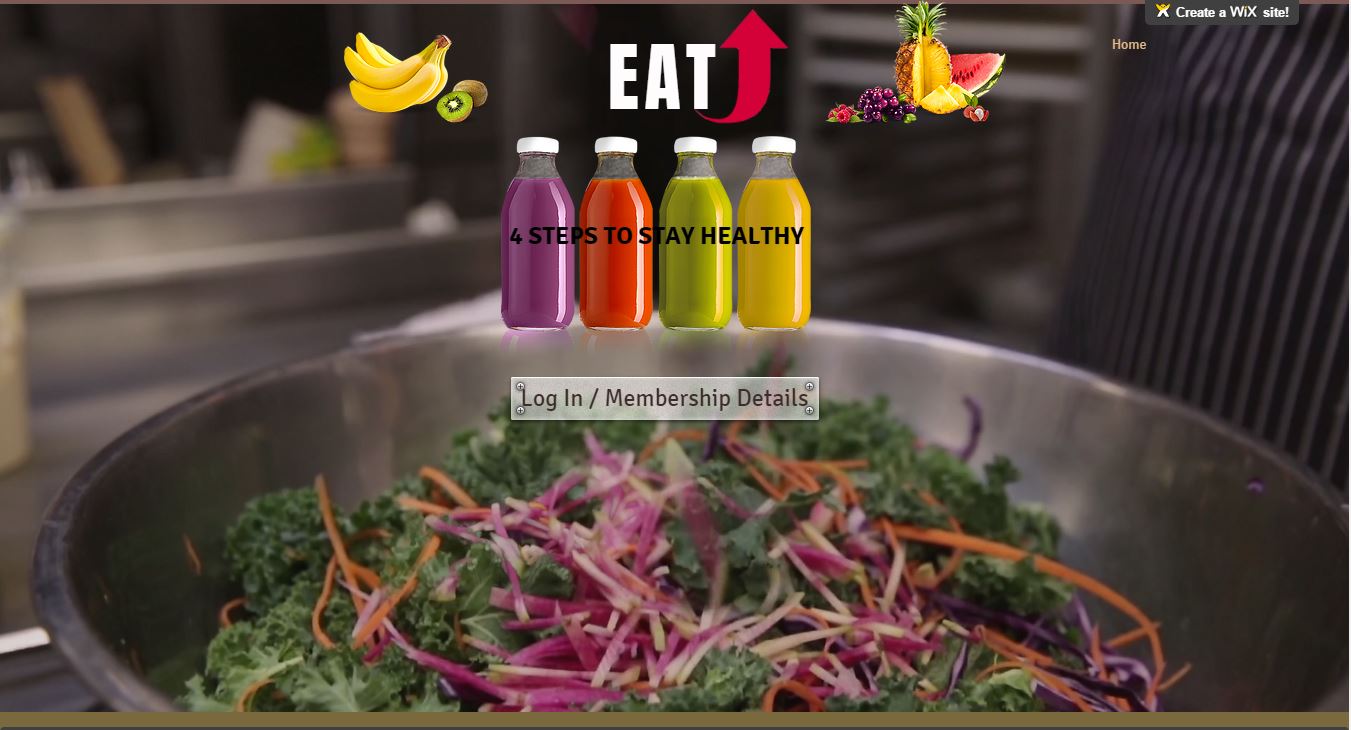 Create a WiX site!
Home
EAT
4 STEPS TO STAY HEALTHY
Log In / Membership Details